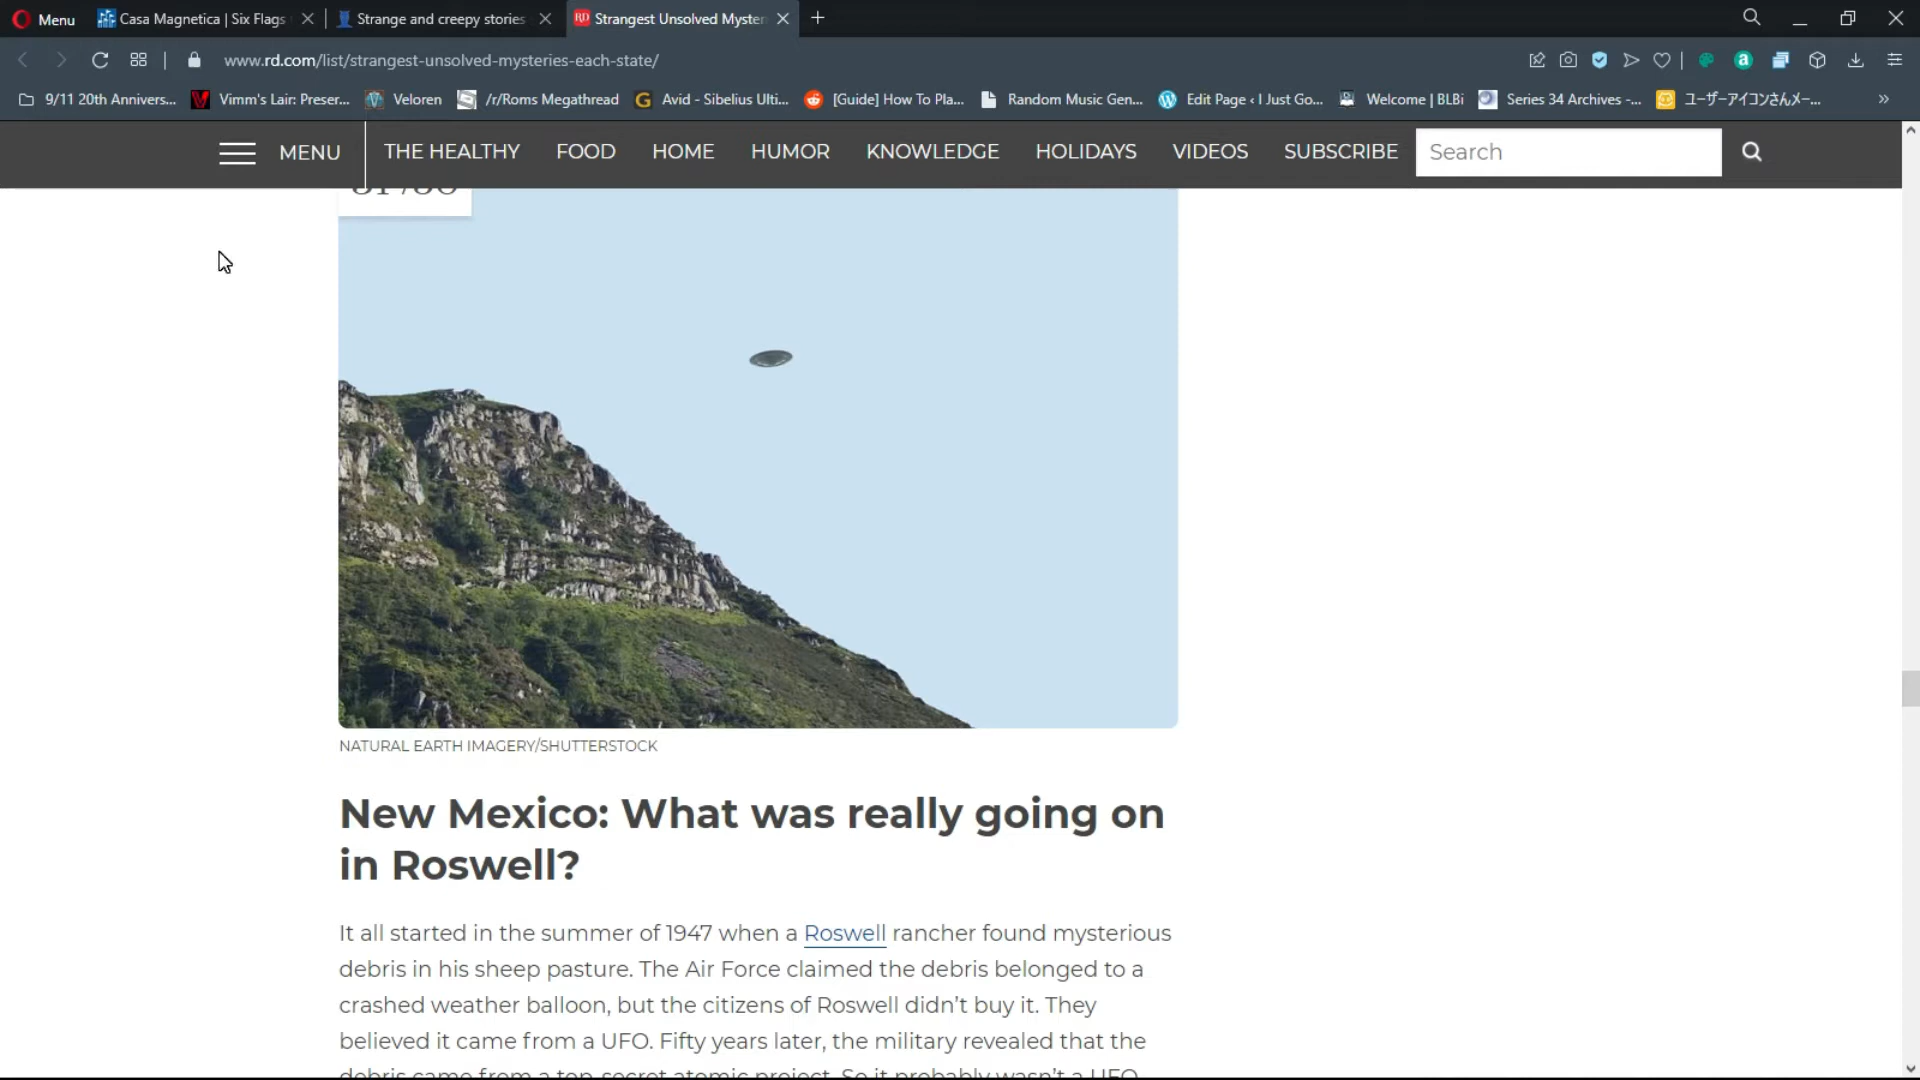 Menu
Casa Magnetica | Six Flags
Strange and creepy stories
Strangest Unsolved Myster
www.rd.com/list/strangest-unsolved-mysteries-each-state/
9/11 20th Annivers...
Vimm's Lair: Preser...
Veloren
/r/Roms Megathread
Avid - Sibelius Ulti...
[Guide] How To Pla...
Random Music Gen...
Edit Page ‹ I Just Go...
Welcome | BLBi
Series 34 Archives -...
ユーザーアイコンさんメー...
MENU
THE HEALTHY
FOOD
HOME
HUMOR
KNOWLEDGE
HOLIDAYS
VIDEOS
SUBSCRIBE
Search
NATURAL EARTH IMAGERY/SHUTTERSTOCK
New Mexico: What was really going on
in Roswell?
It all started in the summer of 1947 when a Roswell rancher found mysterious
debris in his sheep pasture. The Air Force claimed the debris belonged to a
crashed weather balloon, but the citizens of Roswell didn't buy it. They
believed it came from a UFO. Fifty years later, the military revealed that the
debris came from a top-secret atomic project. So it probably wasn't a UFO